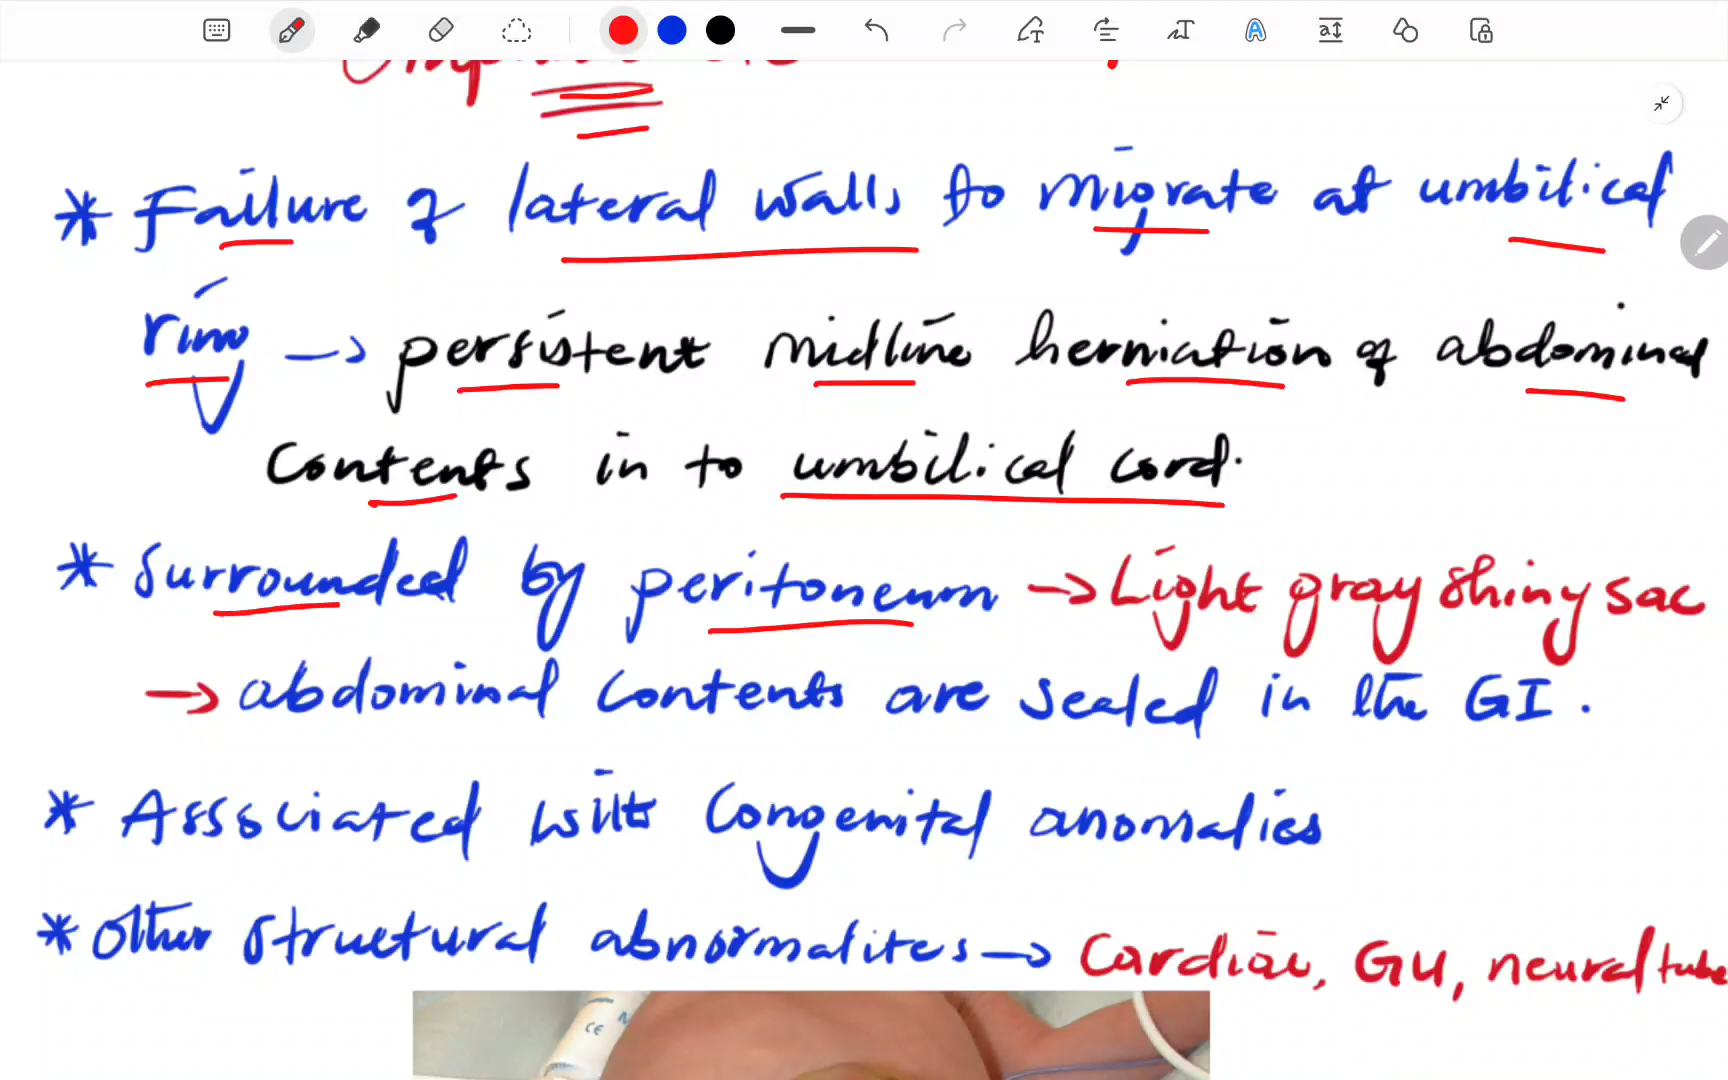 * Failure of lateral walls to migrate at umbilical
ring → persistent midline herniation of abdominal
Contents in to umbilical cord.
* Surrounded by peritoneum → Light gray shiny sac
→ abdominal contents are sealed in the GI.
* Associated with Congenital anomalies
* Other structural abnormalites → Cardiac, GU, neural tube
CE